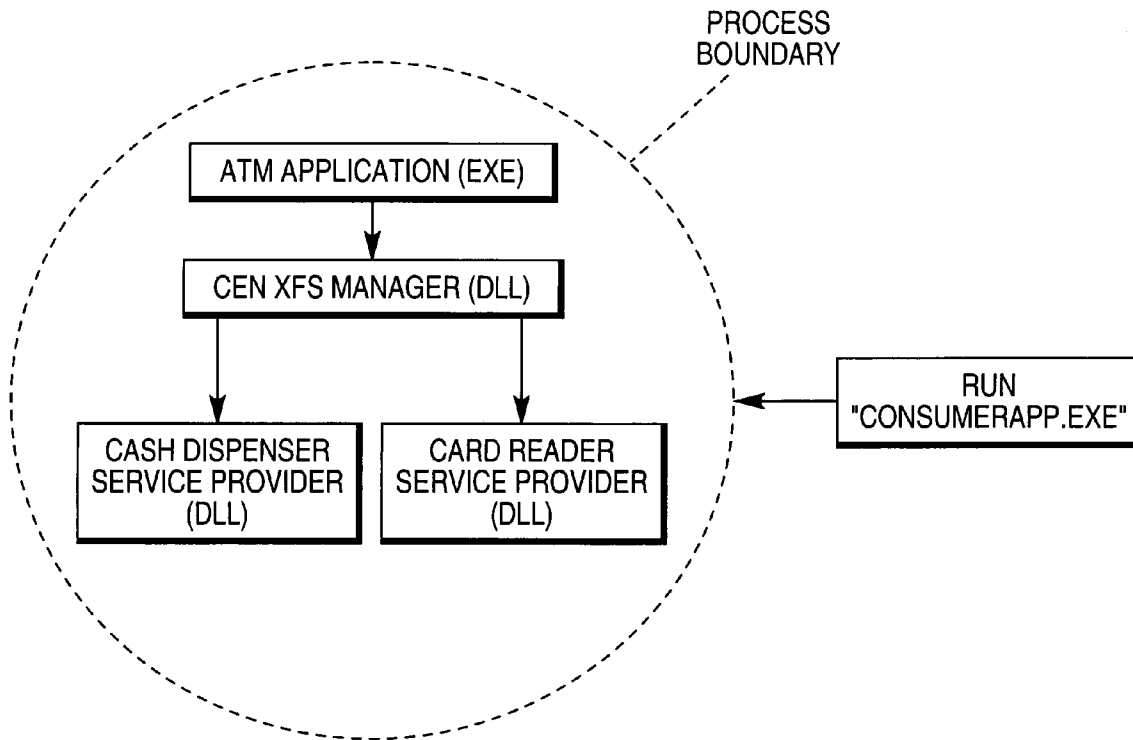 PROCESS
BOUNDARY
ATM APPLICATION (EXE)
CEN XFS MANAGER (DLL)
CASH DISPENSER
SERVICE PROVIDER
(DLL)
CARD READER
SERVICE PROVIDER
(DLL)
RUN
"CONSUMERAPP.EXE"